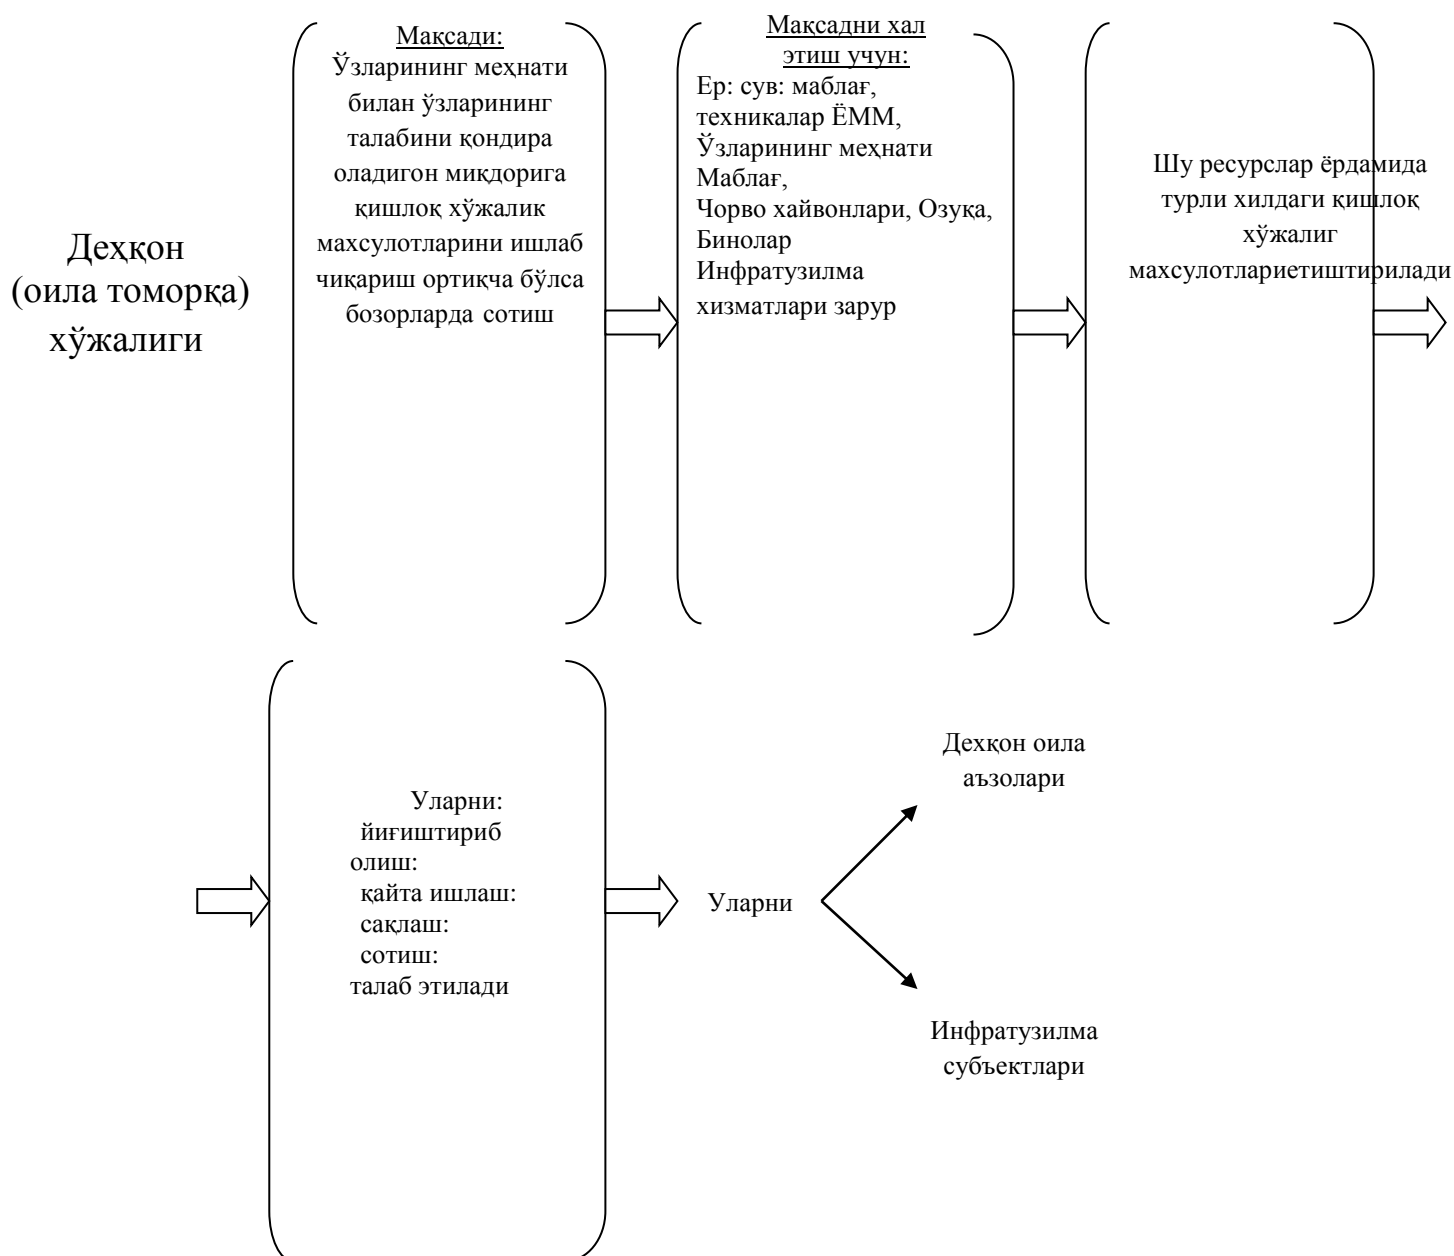 Деҳқон
(оила томорқа)
хўжалиги
Мақсади:
Ўзларининг меҳнати
билан ўзларининг
талабини қондира
оладигон миқдорига
қишлоқ хўжалик
махсулотларини ишлаб
чиқариш ортиқча бўлса
бозорларда сотиш
Мақсадни хал
этиш учун:
Ер: сув: маблағ,
техникалар ЁММ,
Ўзларининг меҳнати
Маблағ,
Чорво хайвонлари, Озуқа,
Бинолар
Инфратузилма
хизматлари зарур
Шу ресурслар ёрдамида
турли хилдаги қишлоқ
хўжалиг
махсулотлариетиштирилади
Уларни:
йиғиштириб
олиш:
қайта ишлаш:
сақлаш:
сотиш:
талаб этилади
Уларни
Дехқон оила
аъзолари
Инфратузилма
субъектлари